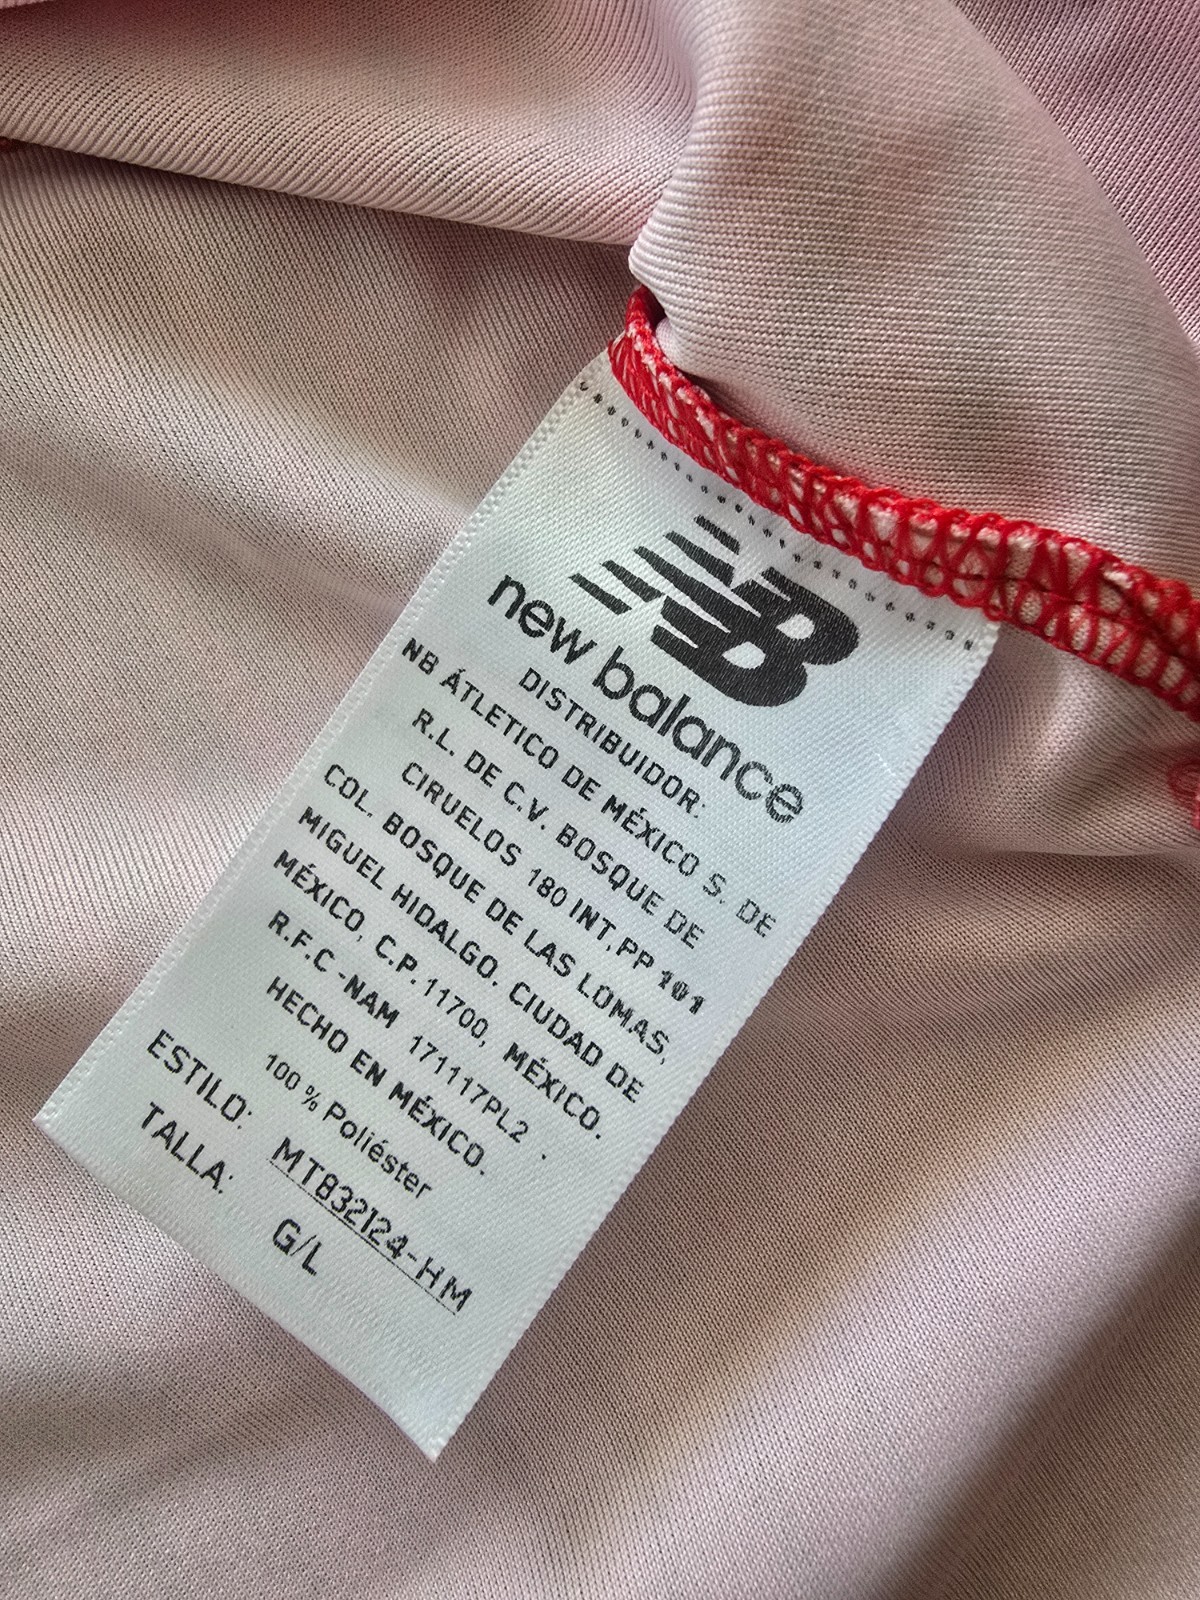 NB
new balance
DISTRIBUIDOR:
NB ÁTLETICO DE MÉXICO S. DE
R.L. DE C.V. BOSQUE DE
CIRUELOS 180 INT, PP 101
COL. BOSQUE DE LAS LOMAS,
MIGUEL HIDALGO, CIUDAD DE
MÉXICO, C.P. 11700, MÉXICO.
R.F.C -NAM 171117PL2 .
HECHO EN MÉXICO.
100 % Poliéster
ESTILO: MT832124-HM
TALLA: G/L